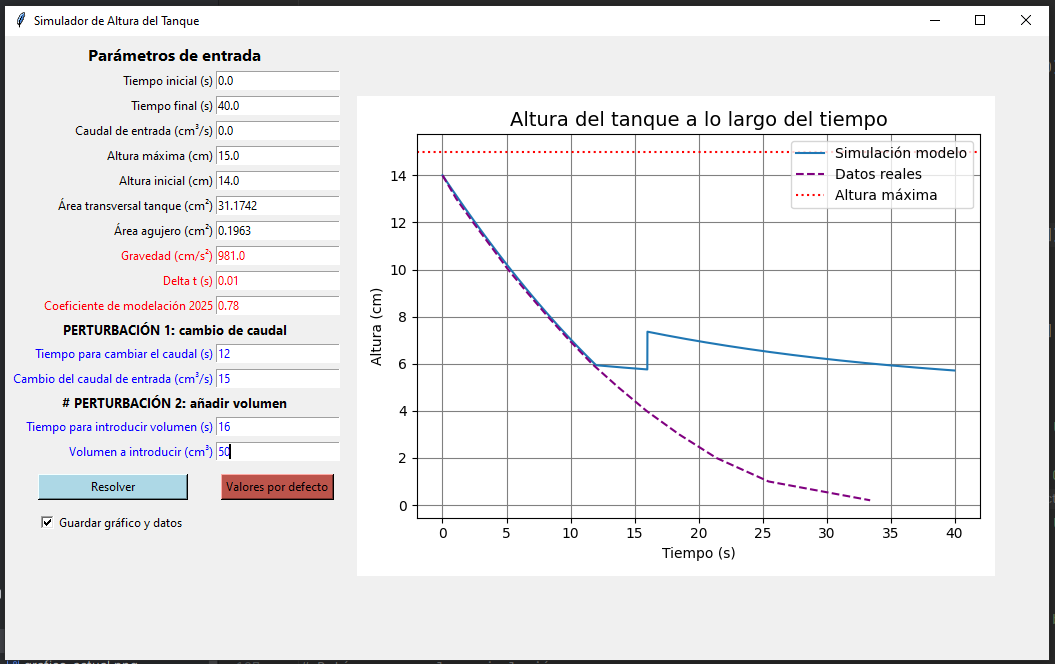 Simulador de Altura del Tanque
Parámetros de entrada
Tiempo inicial (s) 0.0
Tiempo final (s) 40.0
Caudal de entrada (cm³/s) 0.0
Altura máxima (cm) 15.0
Altura inicial (cm) 14.0
Área transversal tanque (cm²) 31.1742
Área agujero (cm²) 0.1963
Gravedad (cm/s²) 981.0
Delta t (s) 0.01
Coeficiente de modelación 2025 0.78
PERTURBACIÓN 1: cambio de caudal
Tiempo para cambiar el caudal (s) 12
Cambio del caudal de entrada (cm³/s) 15
# PERTURBACIÓN 2: añadir volumen
Tiempo para introducir volumen (s) 16
Volumen a introducir (cm³) 50
Resolver Valores por defecto
Guardar gráfico y datos
Altura del tanque a lo largo del tiempo
Simulación modelo
Datos reales
Altura máxima
Altura (cm)
14
12
10
8
6
4
2
0
0 5 10 15 20 25 30 35 40
Tiempo (s)